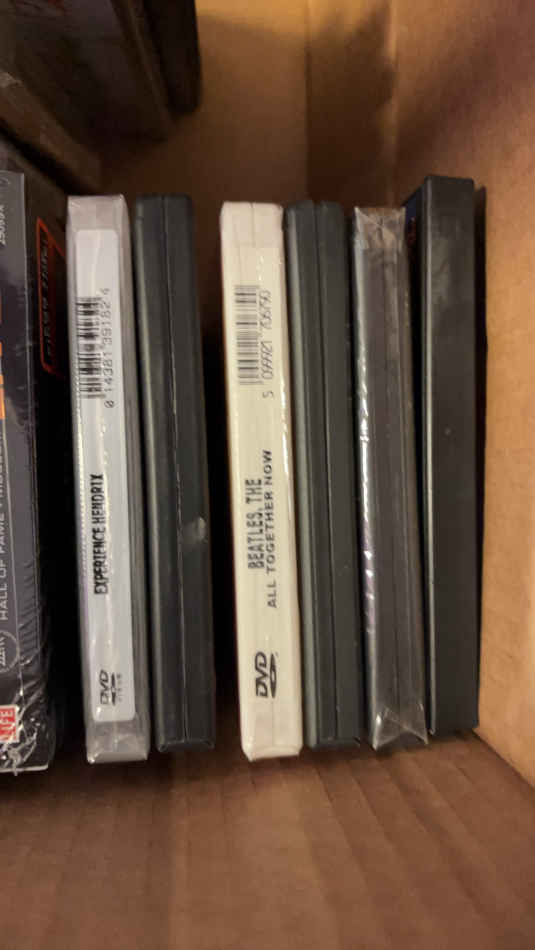 HALL OF FAME
LIFE
0 14381 39182 4
EXPERIENCE HENDRIX
DVD
5 099921 706790
BEATLES, THE
ALL TOGETHER NOW
DVD